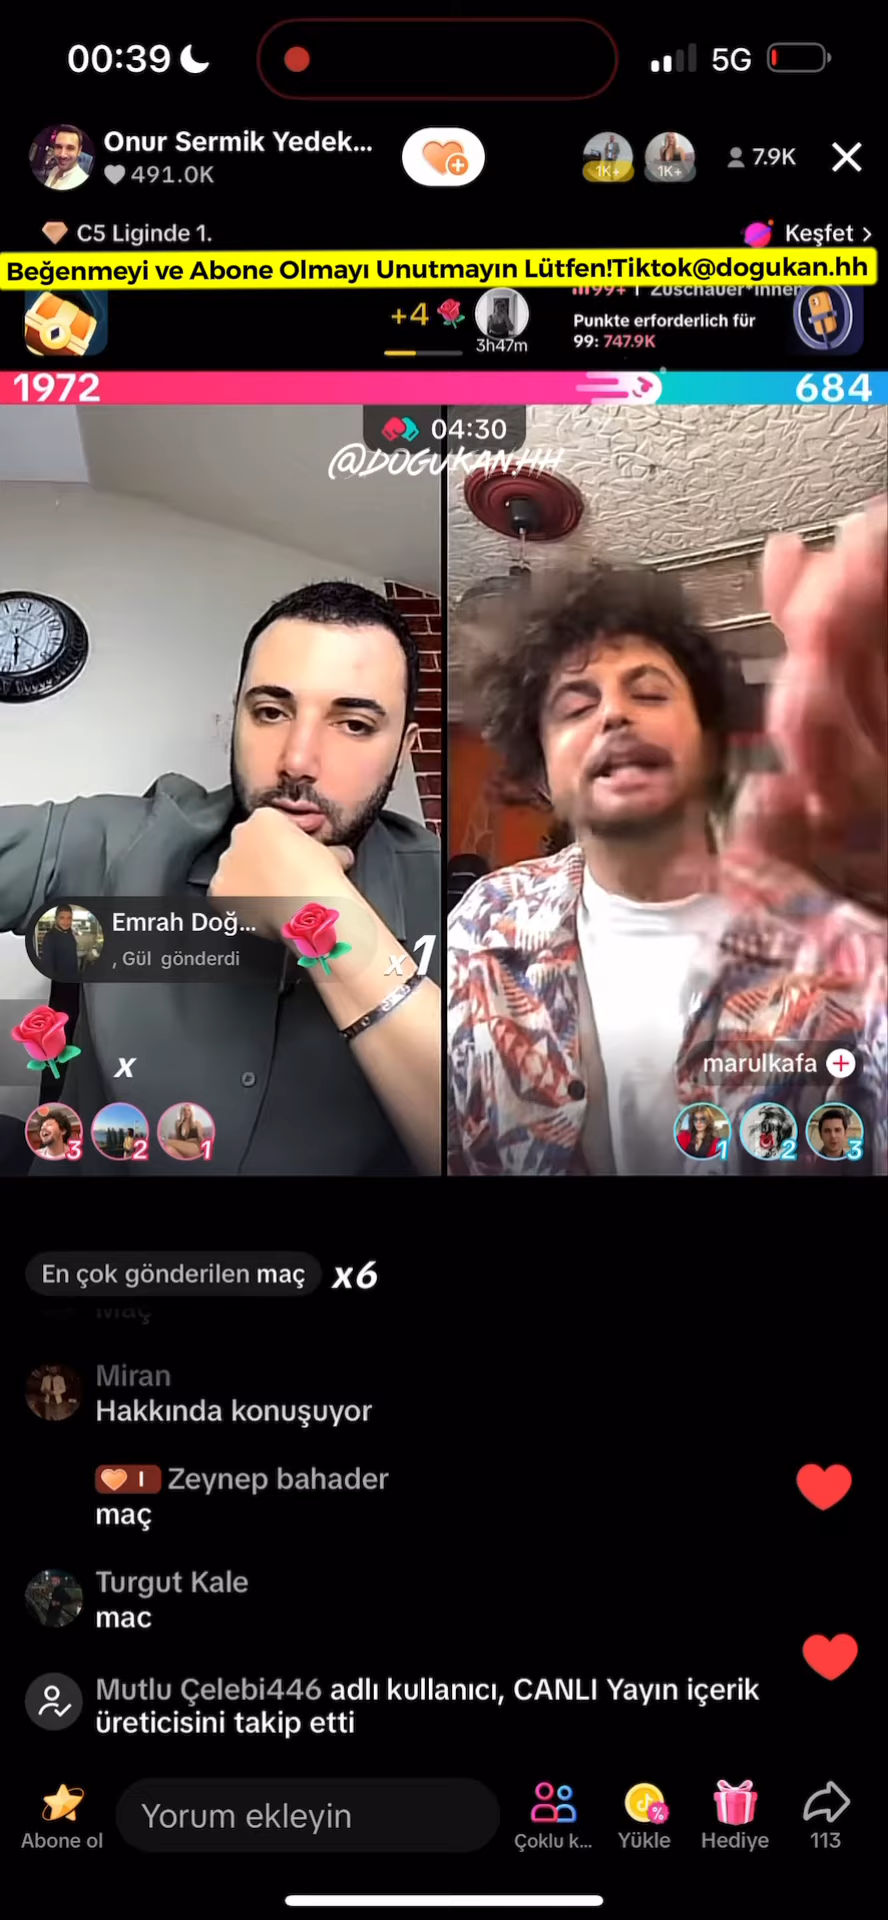 00:39
5G
Onur Sermik Yedek...
491.0K
1K+
1K+
7.9K
C5 Liginde 1.
Keşfet >
Beğenmeyi ve Abone Olmayı Unutmayın Lütfen!Tiktok@dogukan.hh
+4
3h47m
99+ | Zuschauer*innen
Punkte erforderlich für
99: 747.9K
1972
684
04:30
@DOGUKAN.HH
Emrah Doğ...
, Gül gönderdi
x1
x
marulkafa
3
2
1
1
2
3
En çok gönderilen maç x6
Maç
Miran
Hakkında konuşuyor
I Zeynep bahader
maç
Turgut Kale
mac
Mutlu Çelebi446 adlı kullanıcı, CANLI Yayın içerik
üreticisini takip etti
Abone ol
Yorum ekleyin
Çoklu k...
Yükle
Hediye
113